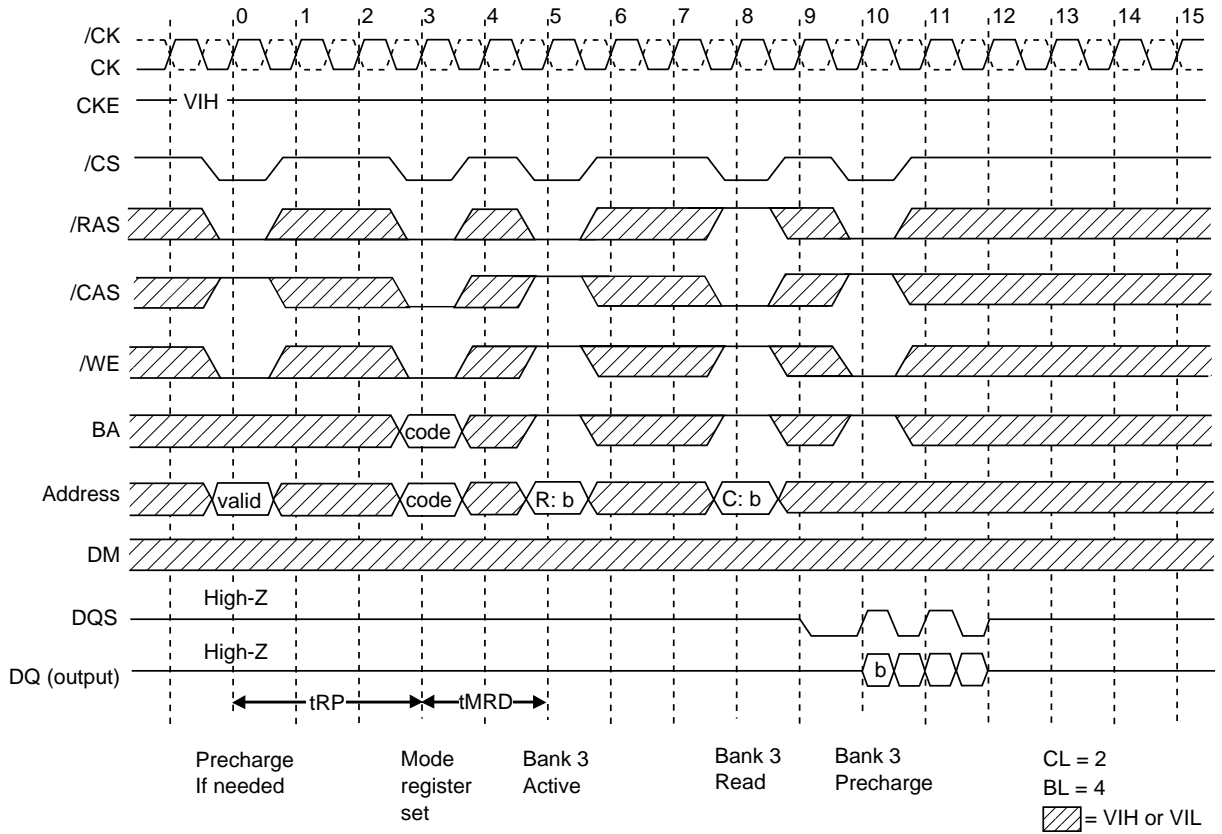 0 1 2 3 4 5 6 7 8 9 10 11 12 13 14 15
/CK
CK
CKE
VIH
/CS
/RAS
/CAS
/WE
BA
code
Address
valid
code
R: b
C: b
DM
High-Z
DQS
High-Z
DQ (output)
b
tRP
tMRD
Precharge
If needed
Mode
register
set
Bank 3
Active
Bank 3
Read
Bank 3
Precharge
CL = 2
BL = 4
= VIH or VIL